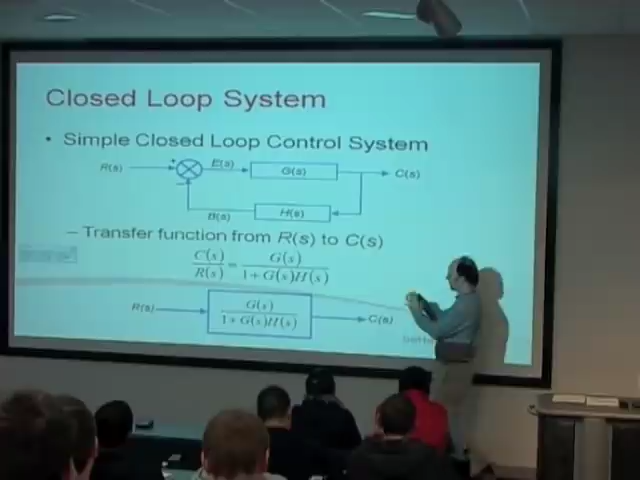 Closed Loop System
• Simple Closed Loop Control System
R(s) + E(s) G(s) C(s)
−
B(s) H(s)
– Transfer function from R(s) to C(s)
C(s)/R(s) = G(s)/1+G(s)H(s)
R(s) G(s)/1+G(s)H(s) C(s)